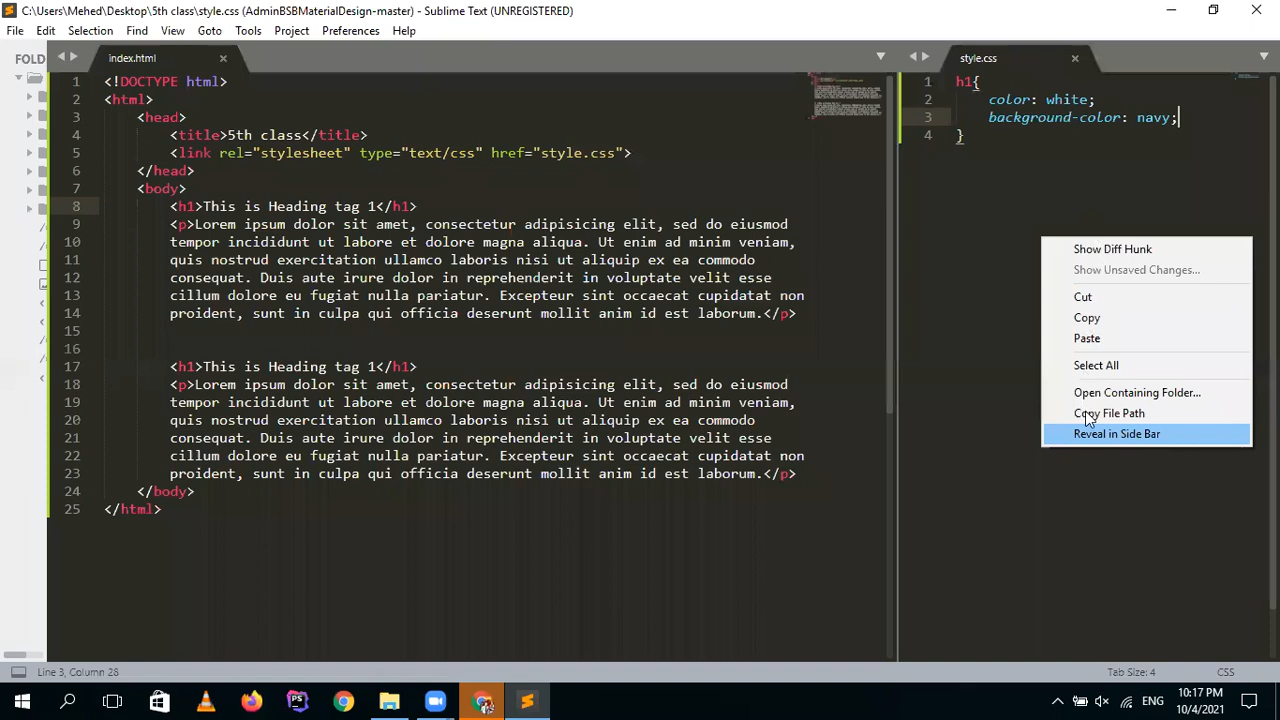 C:\Users\Mehed\Desktop\5th class\style.css (AdminBSBMaterialDesign-master) - Sublime Text (UNREGISTERED)
File Edit Selection Find View Goto Tools Project Preferences Help
FOLD
index.html
1 <!DOCTYPE html>
2 <html>
3 <head>
4 <title>5th class</title>
5 <link rel="stylesheet" type="text/css" href="style.css">
6 </head>
7 <body>
8 <h1>This is Heading tag 1</h1>
9 <p>Lorem ipsum dolor sit amet, consectetur adipisicing elit, sed do eiusmod
10 tempor incididunt ut labore et dolore magna aliqua. Ut enim ad minim veniam,
11 quis nostrud exercitation ullamco laboris nisi ut aliquip ex ea commodo
12 consequat. Duis aute irure dolor in reprehenderit in voluptate velit esse
13 cillum dolore eu fugiat nulla pariatur. Excepteur sint occaecat cupidatat non
14 proident, sunt in culpa qui officia deserunt mollit anim id est laborum.</p>
15
16
17 <h1>This is Heading tag 1</h1>
18 <p>Lorem ipsum dolor sit amet, consectetur adipisicing elit, sed do eiusmod
19 tempor incididunt ut labore et dolore magna aliqua. Ut enim ad minim veniam,
20 quis nostrud exercitation ullamco laboris nisi ut aliquip ex ea commodo
21 consequat. Duis aute irure dolor in reprehenderit in voluptate velit esse
22 cillum dolore eu fugiat nulla pariatur. Excepteur sint occaecat cupidatat non
23 proident, sunt in culpa qui officia deserunt mollit anim id est laborum.</p>
24 </body>
25 </html>
style.css
1 h1{
2 color: white;
3 background-color: navy;
4 }
Show Diff Hunk
Show Unsaved Changes...
Cut
Copy
Paste
Select All
Open Containing Folder...
Copy File Path
Reveal in Side Bar
Line 3, Column 28
Tab Size: 4
CSS
PS
ENG
10:17 PM
10/4/2021